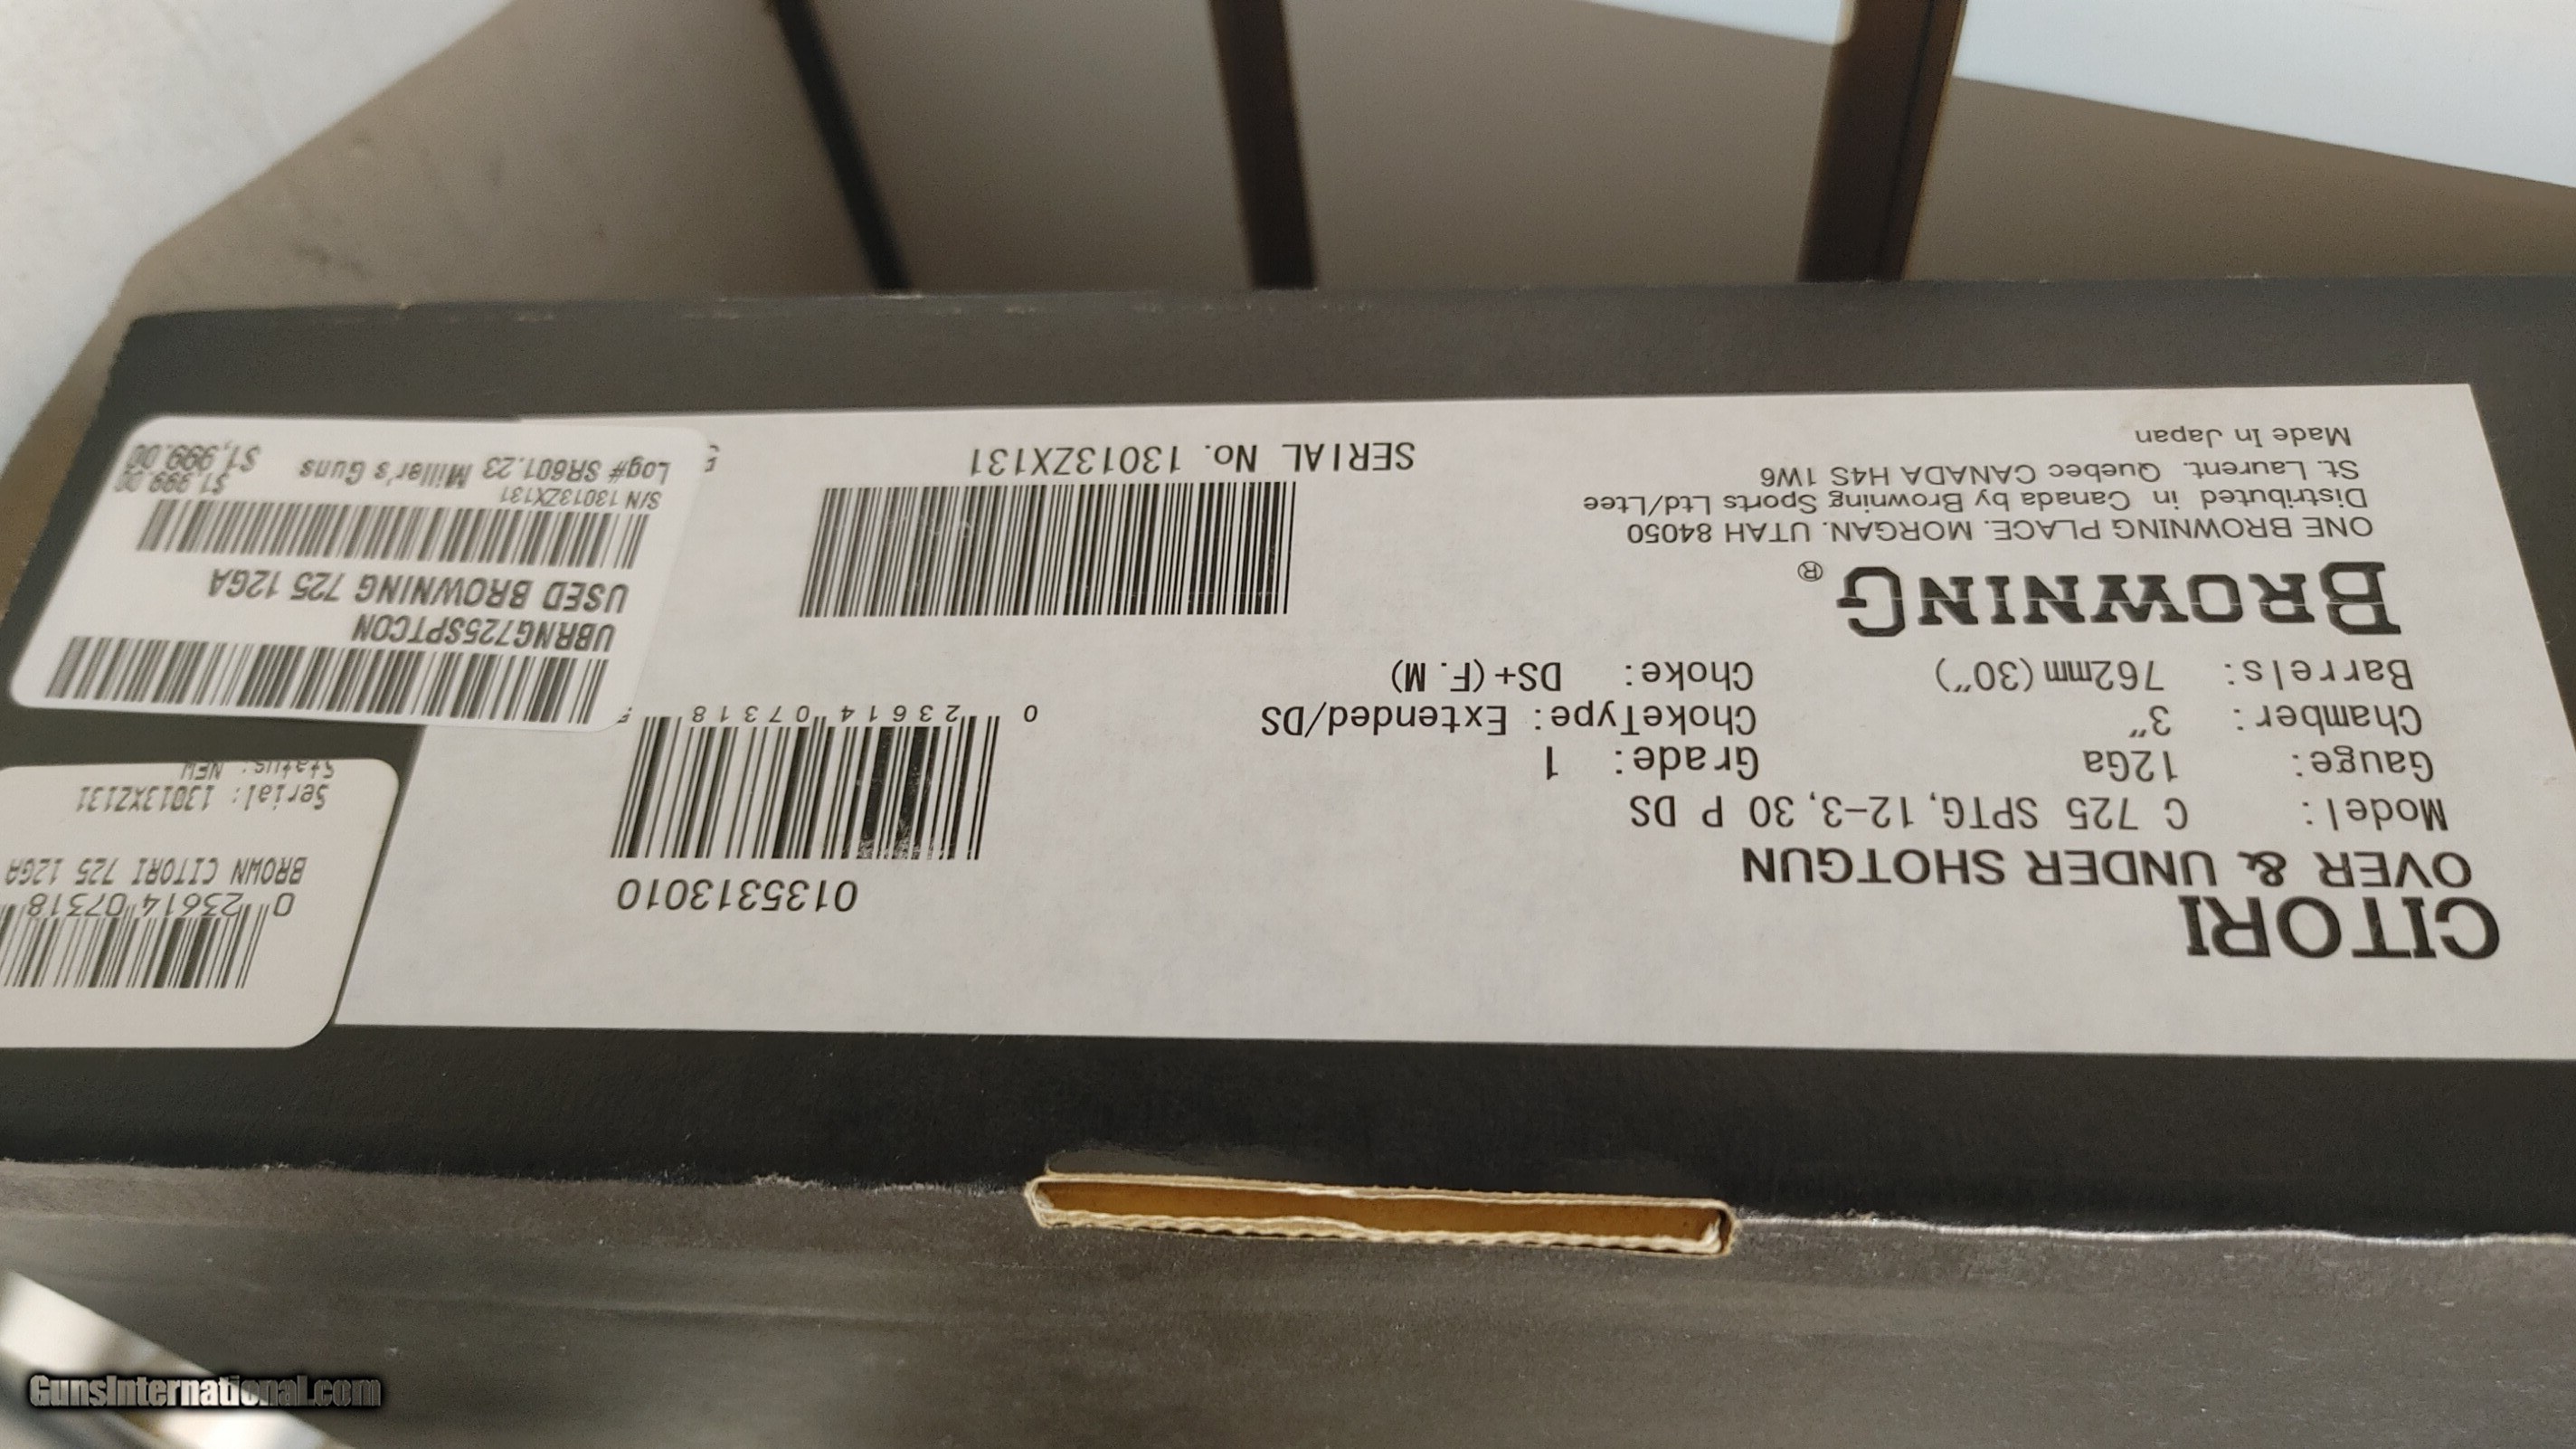 CITORI
OVER & UNDER SHOTGUN
Model: C 725 SPTG, 12-3, 30 P DS
Gauge: 12Ga Grade: 1
Chamber: 3" ChokeType: Extended/DS
Barrels: 762mm (30") Choke: DS+(F. M)
BROWNING®
ONE BROWNING PLACE. MORGAN. UTAH 84050
Distributed in Canada by Browning Sports Ltd/Ltee
St. Laurent. Quebec CANADA H4S 1W6
Made In Japan
0135313010
0 23614 07318
SERIAL No. 13013ZX131
0 23614 07318
BROWN CITORI 725 12GA
Serial: 13013XZ131
Status: NEW
UBRNG725SPTCON
USED BROWNING 725 12GA
S/N 13013ZX131 $1,999.00
Log# SR601.23 Miller's Guns $1,999.00
GunsInternational.com